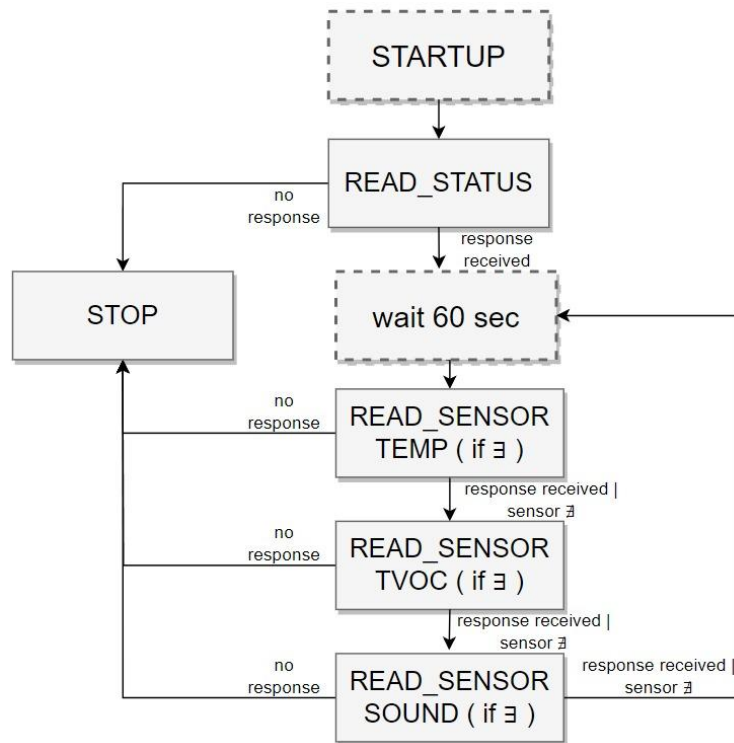 STARTUP
READ_STATUS
no
response
response
received
STOP
wait 60 sec
no
response
READ_SENSOR
TEMP ( if ∃ )
response received |
sensor ∄
no
response
READ_SENSOR
TVOC ( if ∃ )
response received |
sensor ∄
no
response
READ_SENSOR
SOUND ( if ∃ )
response received |
sensor ∄